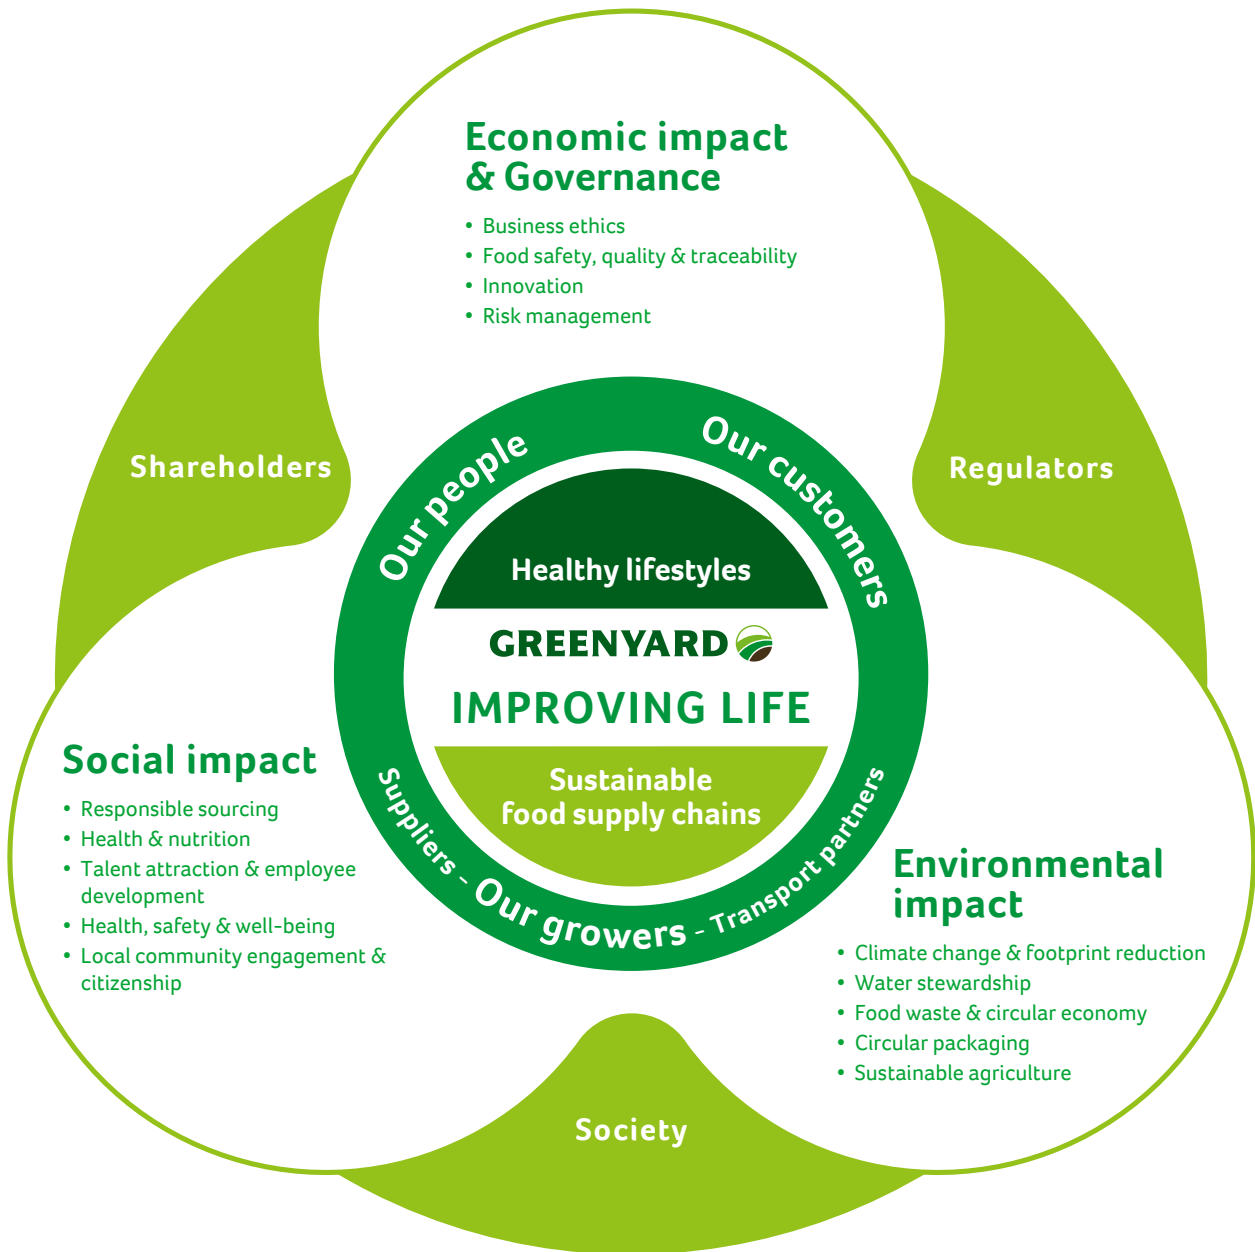 Economic impact
& Governance
• Business ethics
• Food safety, quality & traceability
• Innovation
• Risk management
Shareholders
Regulators
Our people
Our customers
Healthy lifestyles
GREENYARD
IMPROVING LIFE
Sustainable
food supply chains
Suppliers - Our growers - Transport partners
Social impact
• Responsible sourcing
• Health & nutrition
• Talent attraction & employee
development
• Health, safety & well-being
• Local community engagement &
citizenship
Environmental
impact
• Climate change & footprint reduction
• Water stewardship
• Food waste & circular economy
• Circular packaging
• Sustainable agriculture
Society